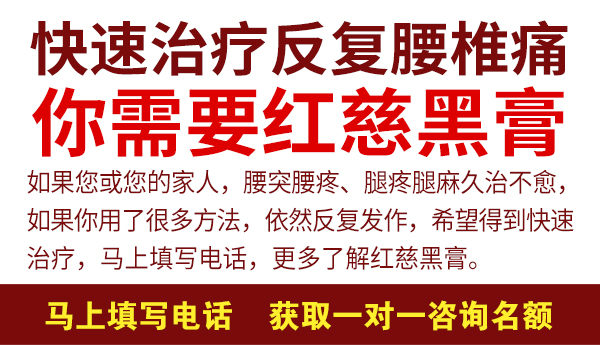 快速治疗反复腰椎痛
你需要红慈黑膏
如果您或您的家人，腰突腰疼、腿疼腿麻久治不愈，
如果你用了很多方法，依然反复发作，希望得到快速
治疗，马上填写电话，更多了解红慈黑膏。
马上填写电话 获取一对一咨询名额